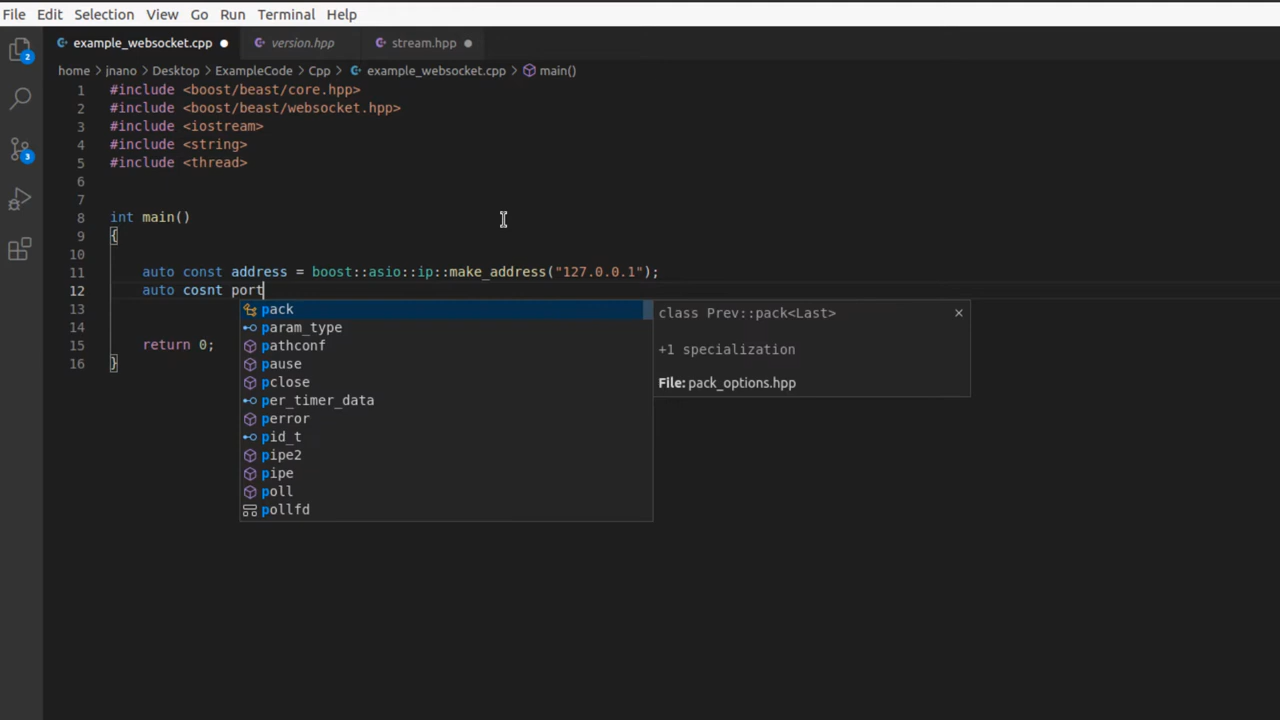 File Edit Selection View Go Run Terminal Help
example_websocket.cpp version.hpp stream.hpp
home > jnano > Desktop > ExampleCode > Cpp > example_websocket.cpp > main()
1 #include <boost/beast/core.hpp>
2 #include <boost/beast/websocket.hpp>
3 #include <iostream>
4 #include <string>
5 #include <thread>
6
7
8 int main()
9 {
10
11 auto const address = boost::asio::ip::make_address("127.0.0.1");
12 auto cosnt port
13
14
15 return 0;
16 }
pack
param_type
pathconf
pause
pclose
per_timer_data
perror
pid_t
pipe2
pipe
poll
pollfd
class Prev::pack<Last>
+1 specialization
File: pack_options.hpp
2
3